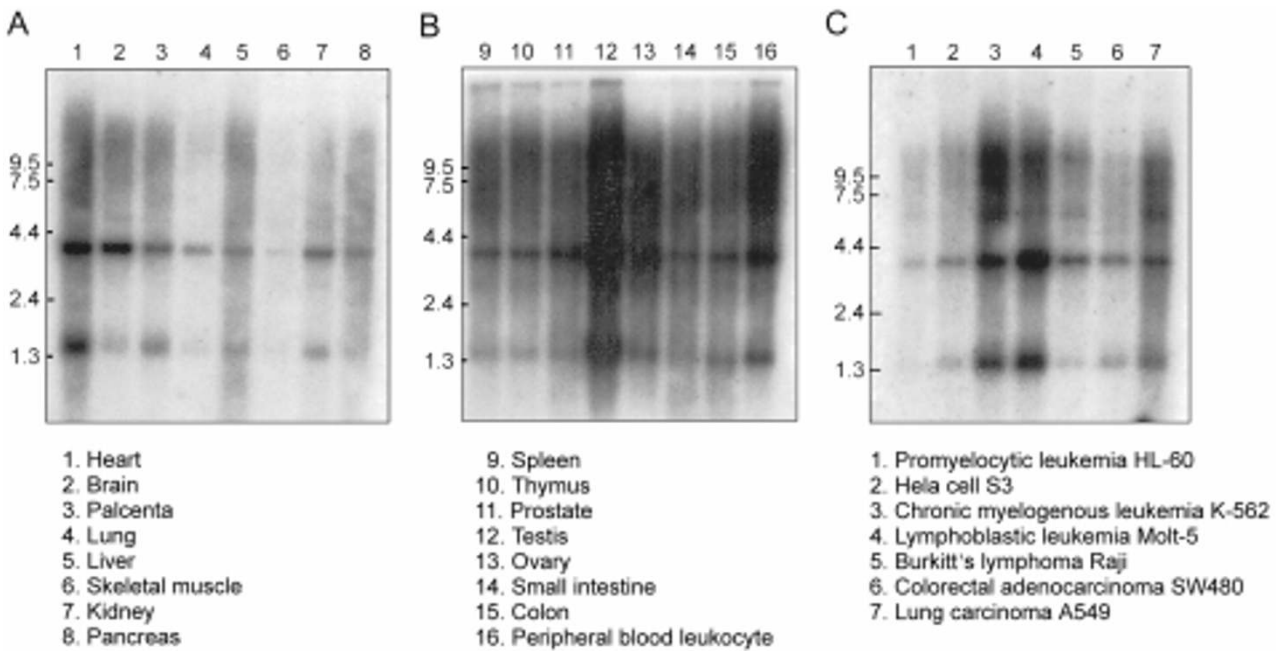 A
1 2 3 4 5 6 7 8
9.5
7.5
4.4
2.4
1.3
1. Heart
2. Brain
3. Palcenta
4. Lung
5. Liver
6. Skeletal muscle
7. Kidney
8. Pancreas
B
9 10 11 12 13 14 15 16
9.5
7.5
4.4
2.4
1.3
9. Spleen
10. Thymus
11. Prostate
12. Testis
13. Ovary
14. Small intestine
15. Colon
16. Peripheral blood leukocyte
C
1 2 3 4 5 6 7
9.5
7.5
4.4
2.4
1.3
1. Promyelocytic leukemia HL-60
2. Hela cell S3
3. Chronic myelogenous leukemia K-562
4. Lymphoblastic leukemia Molt-5
5. Burkitt's lymphoma Raji
6. Colorectal adenocarcinoma SW480
7. Lung carcinoma A549